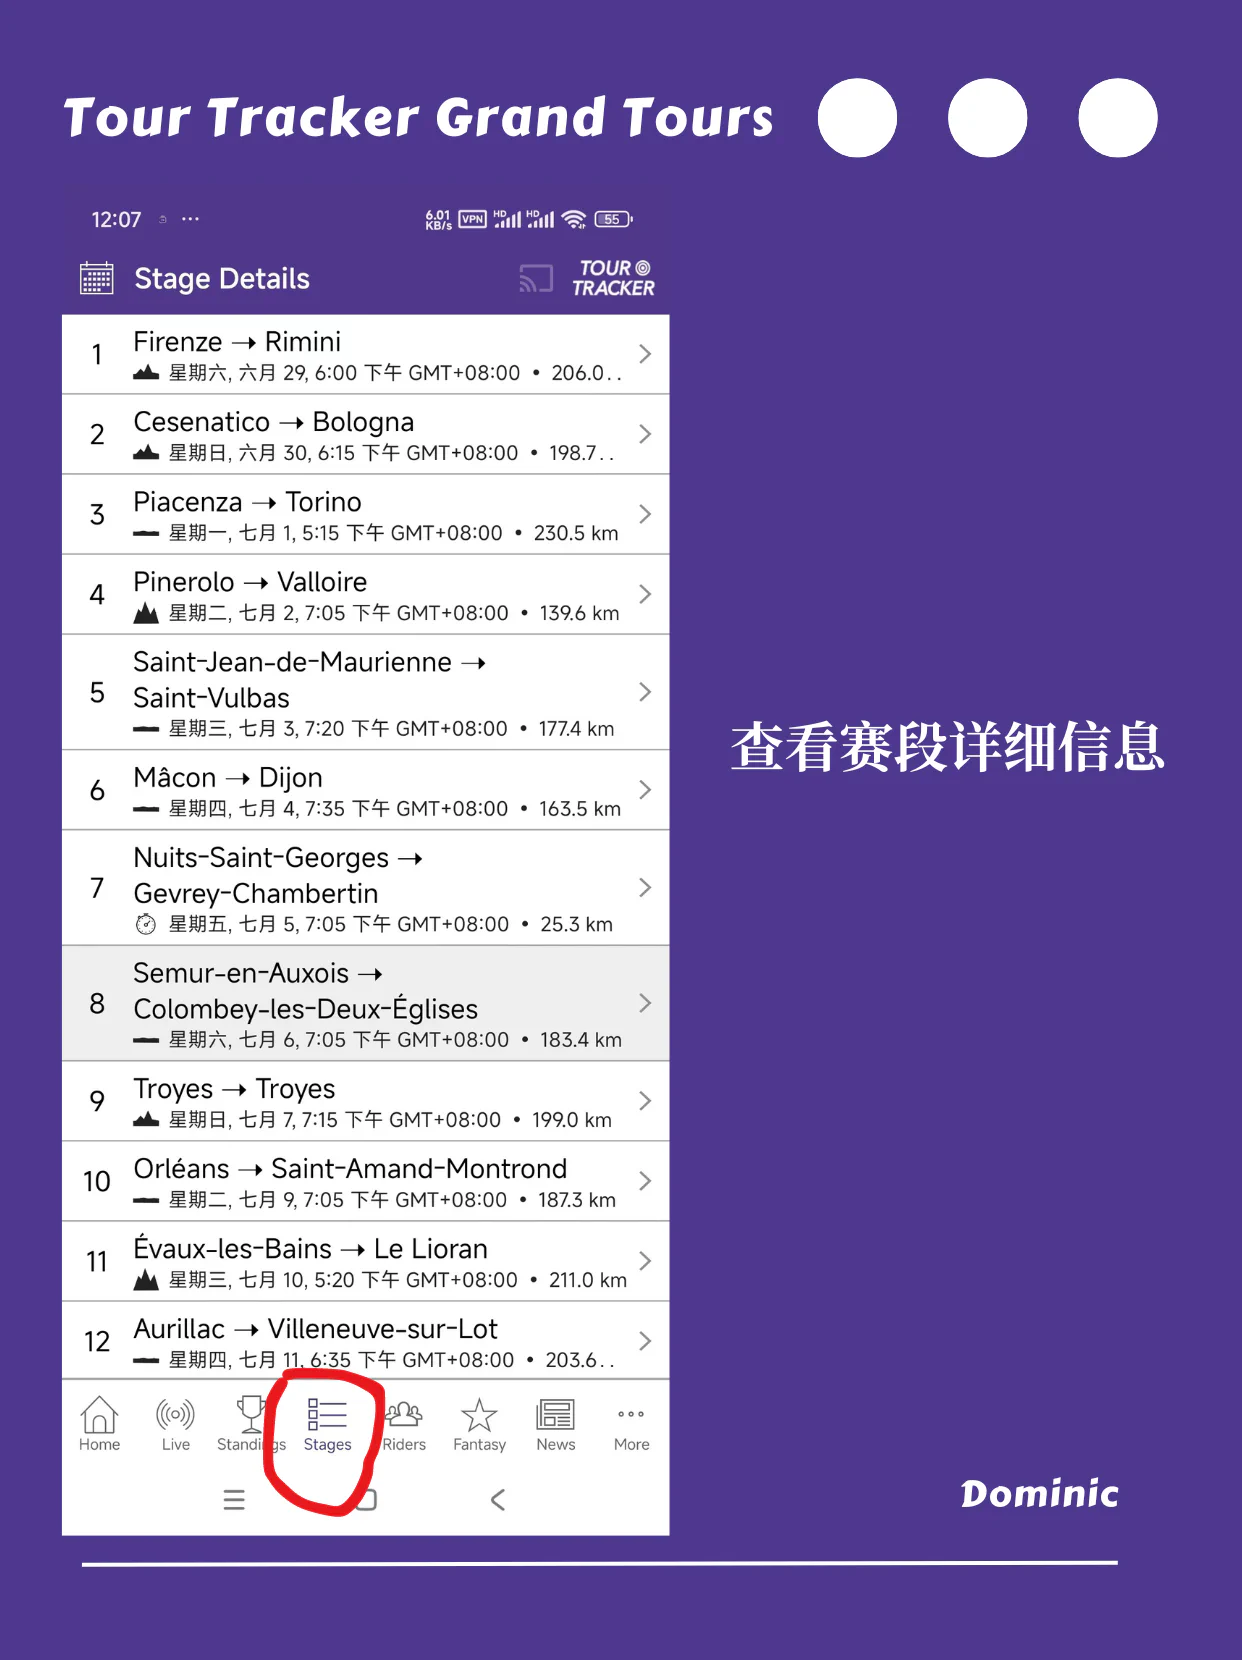 Tour Tracker Grand Tours
12:07 ... 6.01 KB/s VPN HD HD 55
Stage Details
TOUR
TRACKER
1
Firenze → Rimini
星期六, 六月 29, 6:00 下午 GMT+08:00 • 206.0..
2
Cesenatico → Bologna
星期日, 六月 30, 6:15 下午 GMT+08:00 • 198.7..
3
Piacenza → Torino
星期一, 七月 1, 5:15 下午 GMT+08:00 • 230.5 km
4
Pinerolo → Valloire
星期二, 七月 2, 7:05 下午 GMT+08:00 • 139.6 km
5
Saint-Jean-de-Maurienne →
Saint-Vulbas
星期三, 七月 3, 7:20 下午 GMT+08:00 • 177.4 km
6
Mâcon → Dijon
星期四, 七月 4, 7:35 下午 GMT+08:00 • 163.5 km
7
Nuits-Saint-Georges →
Gevrey-Chambertin
星期五, 七月 5, 7:05 下午 GMT+08:00 • 25.3 km
8
Semur-en-Auxois →
Colombey-les-Deux-Églises
星期六, 七月 6, 7:05 下午 GMT+08:00 • 183.4 km
9
Troyes → Troyes
星期日, 七月 7, 7:15 下午 GMT+08:00 • 199.0 km
10
Orléans → Saint-Amand-Montrond
星期二, 七月 9, 7:05 下午 GMT+08:00 • 187.3 km
11
Évaux-les-Bains → Le Lioran
星期三, 七月 10, 5:20 下午 GMT+08:00 • 211.0 km
12
Aurillac → Villeneuve-sur-Lot
星期四, 七月 11, 6:35 下午 GMT+08:00 • 203.6..
Home Live Standings Stages Riders Fantasy News More
查看赛段详细信息
Dominic